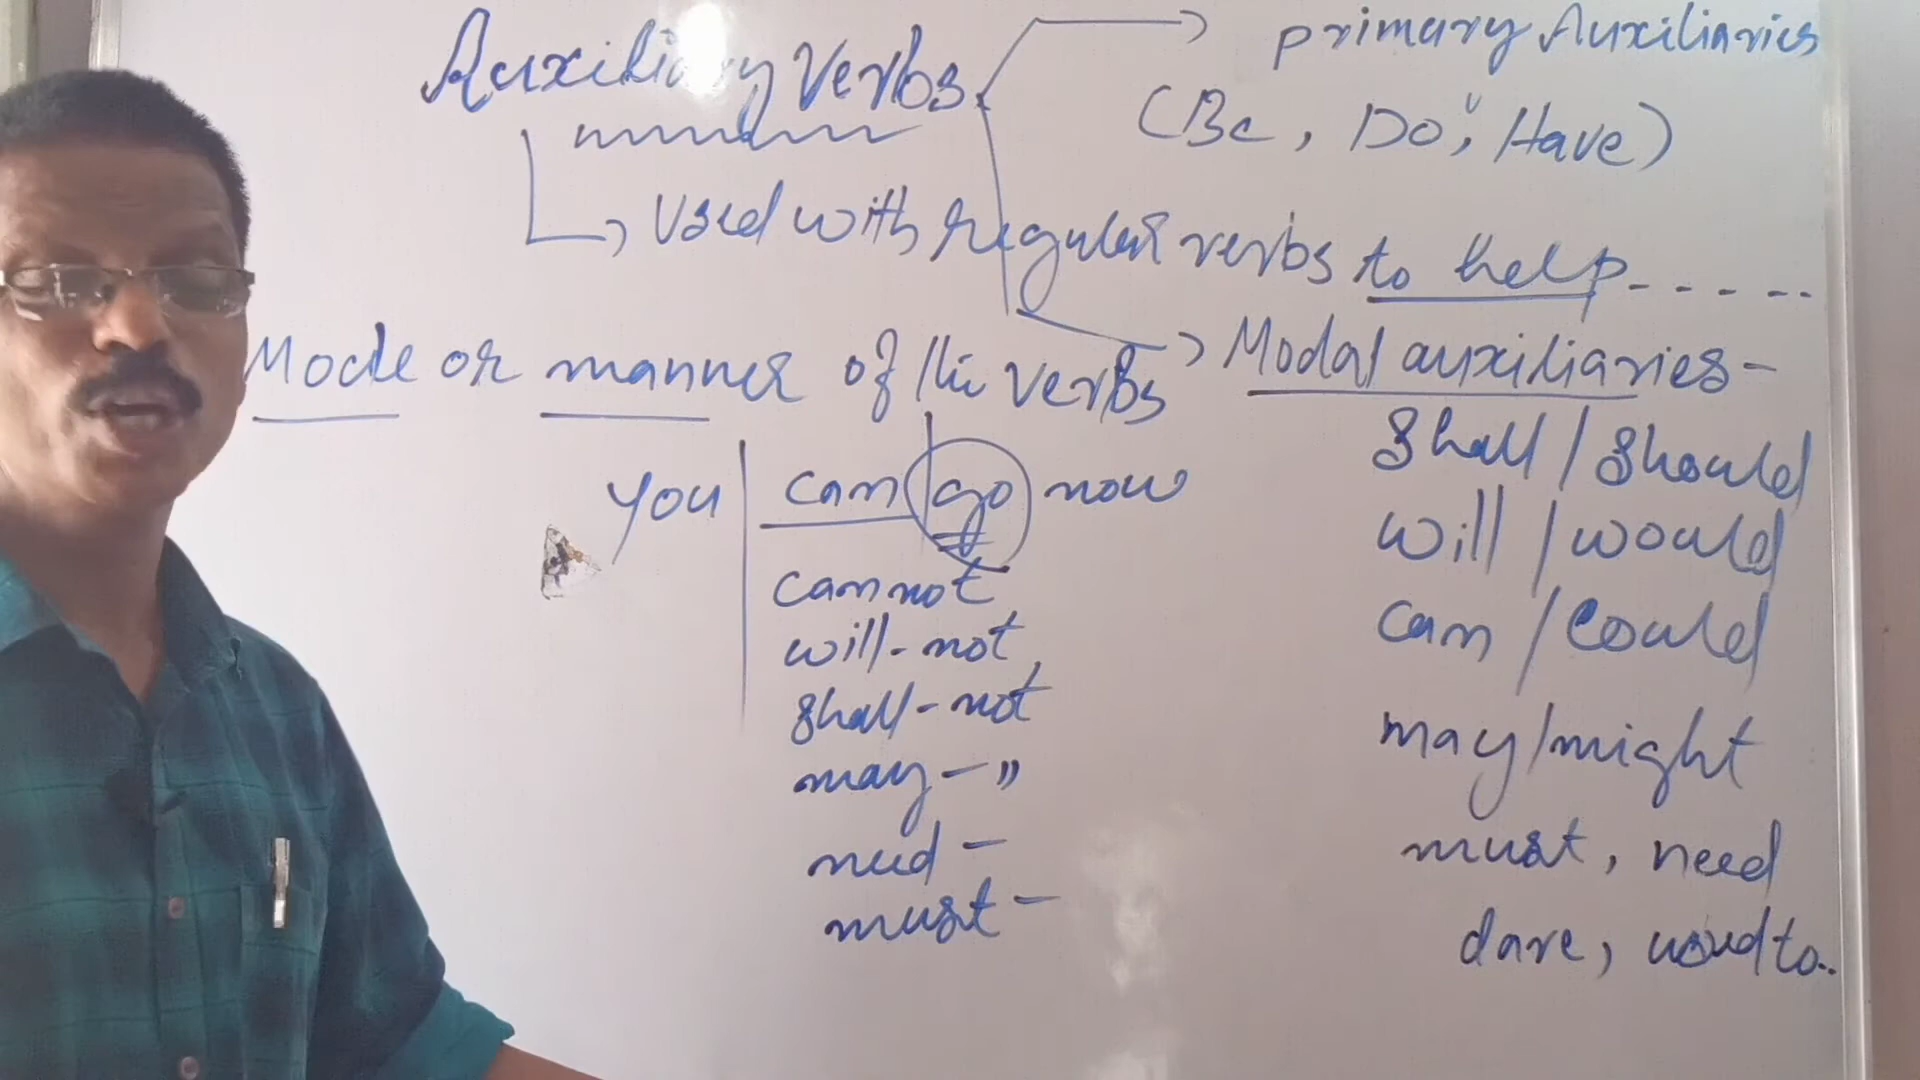 Auxiliary Verbs
primary Auxiliaries
(Be, Do, Have)
Used with regular verbs to help......
Mode or manner of the verbs
Modal auxiliaries -
shall / should
You can go now
will / would
cannot
can / could
will - not,
shall - not
may / might
may - "
must, need
need -
must -
dare, used to..